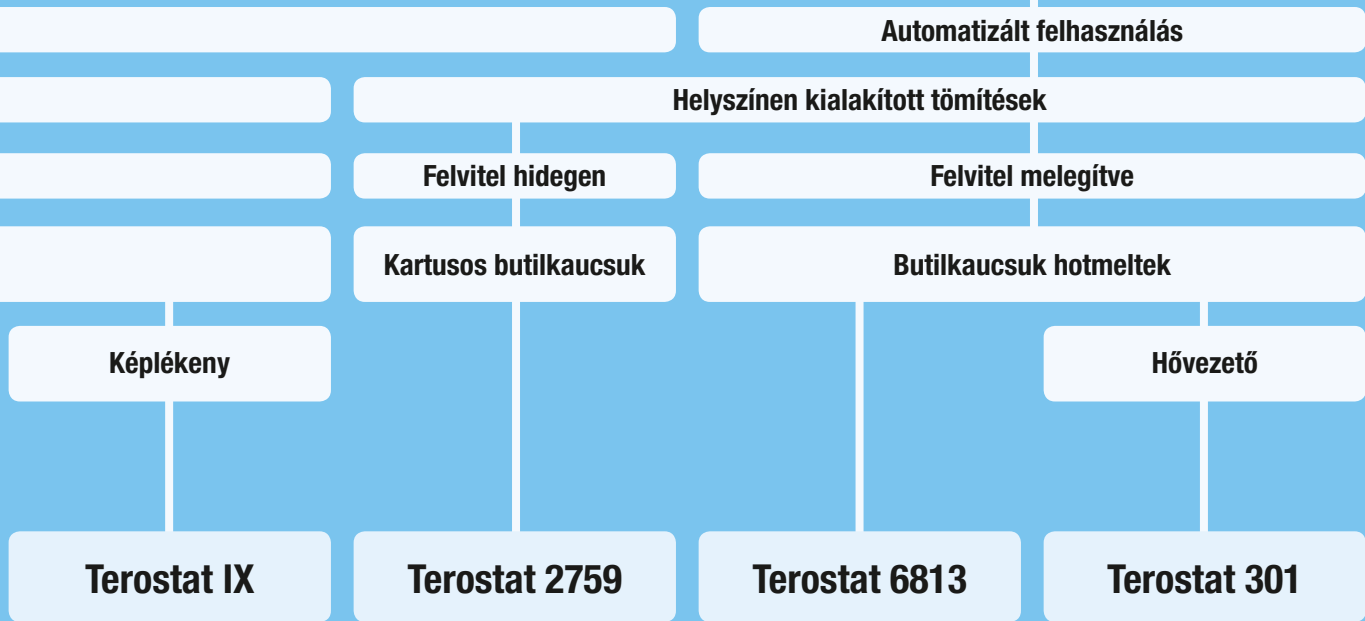 Automatizált felhasználás
Helyszínen kialakított tömítések
Felvitel hidegen
Felvitel melegítve
Kartusos butilkaucsuk
Butilkaucsuk hotmeltek
Képlékeny
Hővezető
Terostat IX
Terostat 2759
Terostat 6813
Terostat 301